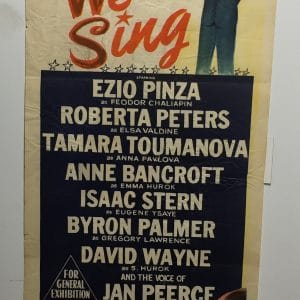 We
Sing
STARRING
EZIO PINZA
as FEODOR CHALIAPIN
ROBERTA PETERS
as ELSA VALDINE
TAMARA TOUMANOVA
as ANNA PAVLOVA
ANNE BANCROFT
as EMMA HUROK
ISAAC STERN
as EUGENE YSAYE
BYRON PALMER
as GREGORY LAWRENCE
DAVID WAYNE
as S. HUROK
AND THE VOICE OF
JAN PEERCE
FOR
GENERAL
EXHIBITION